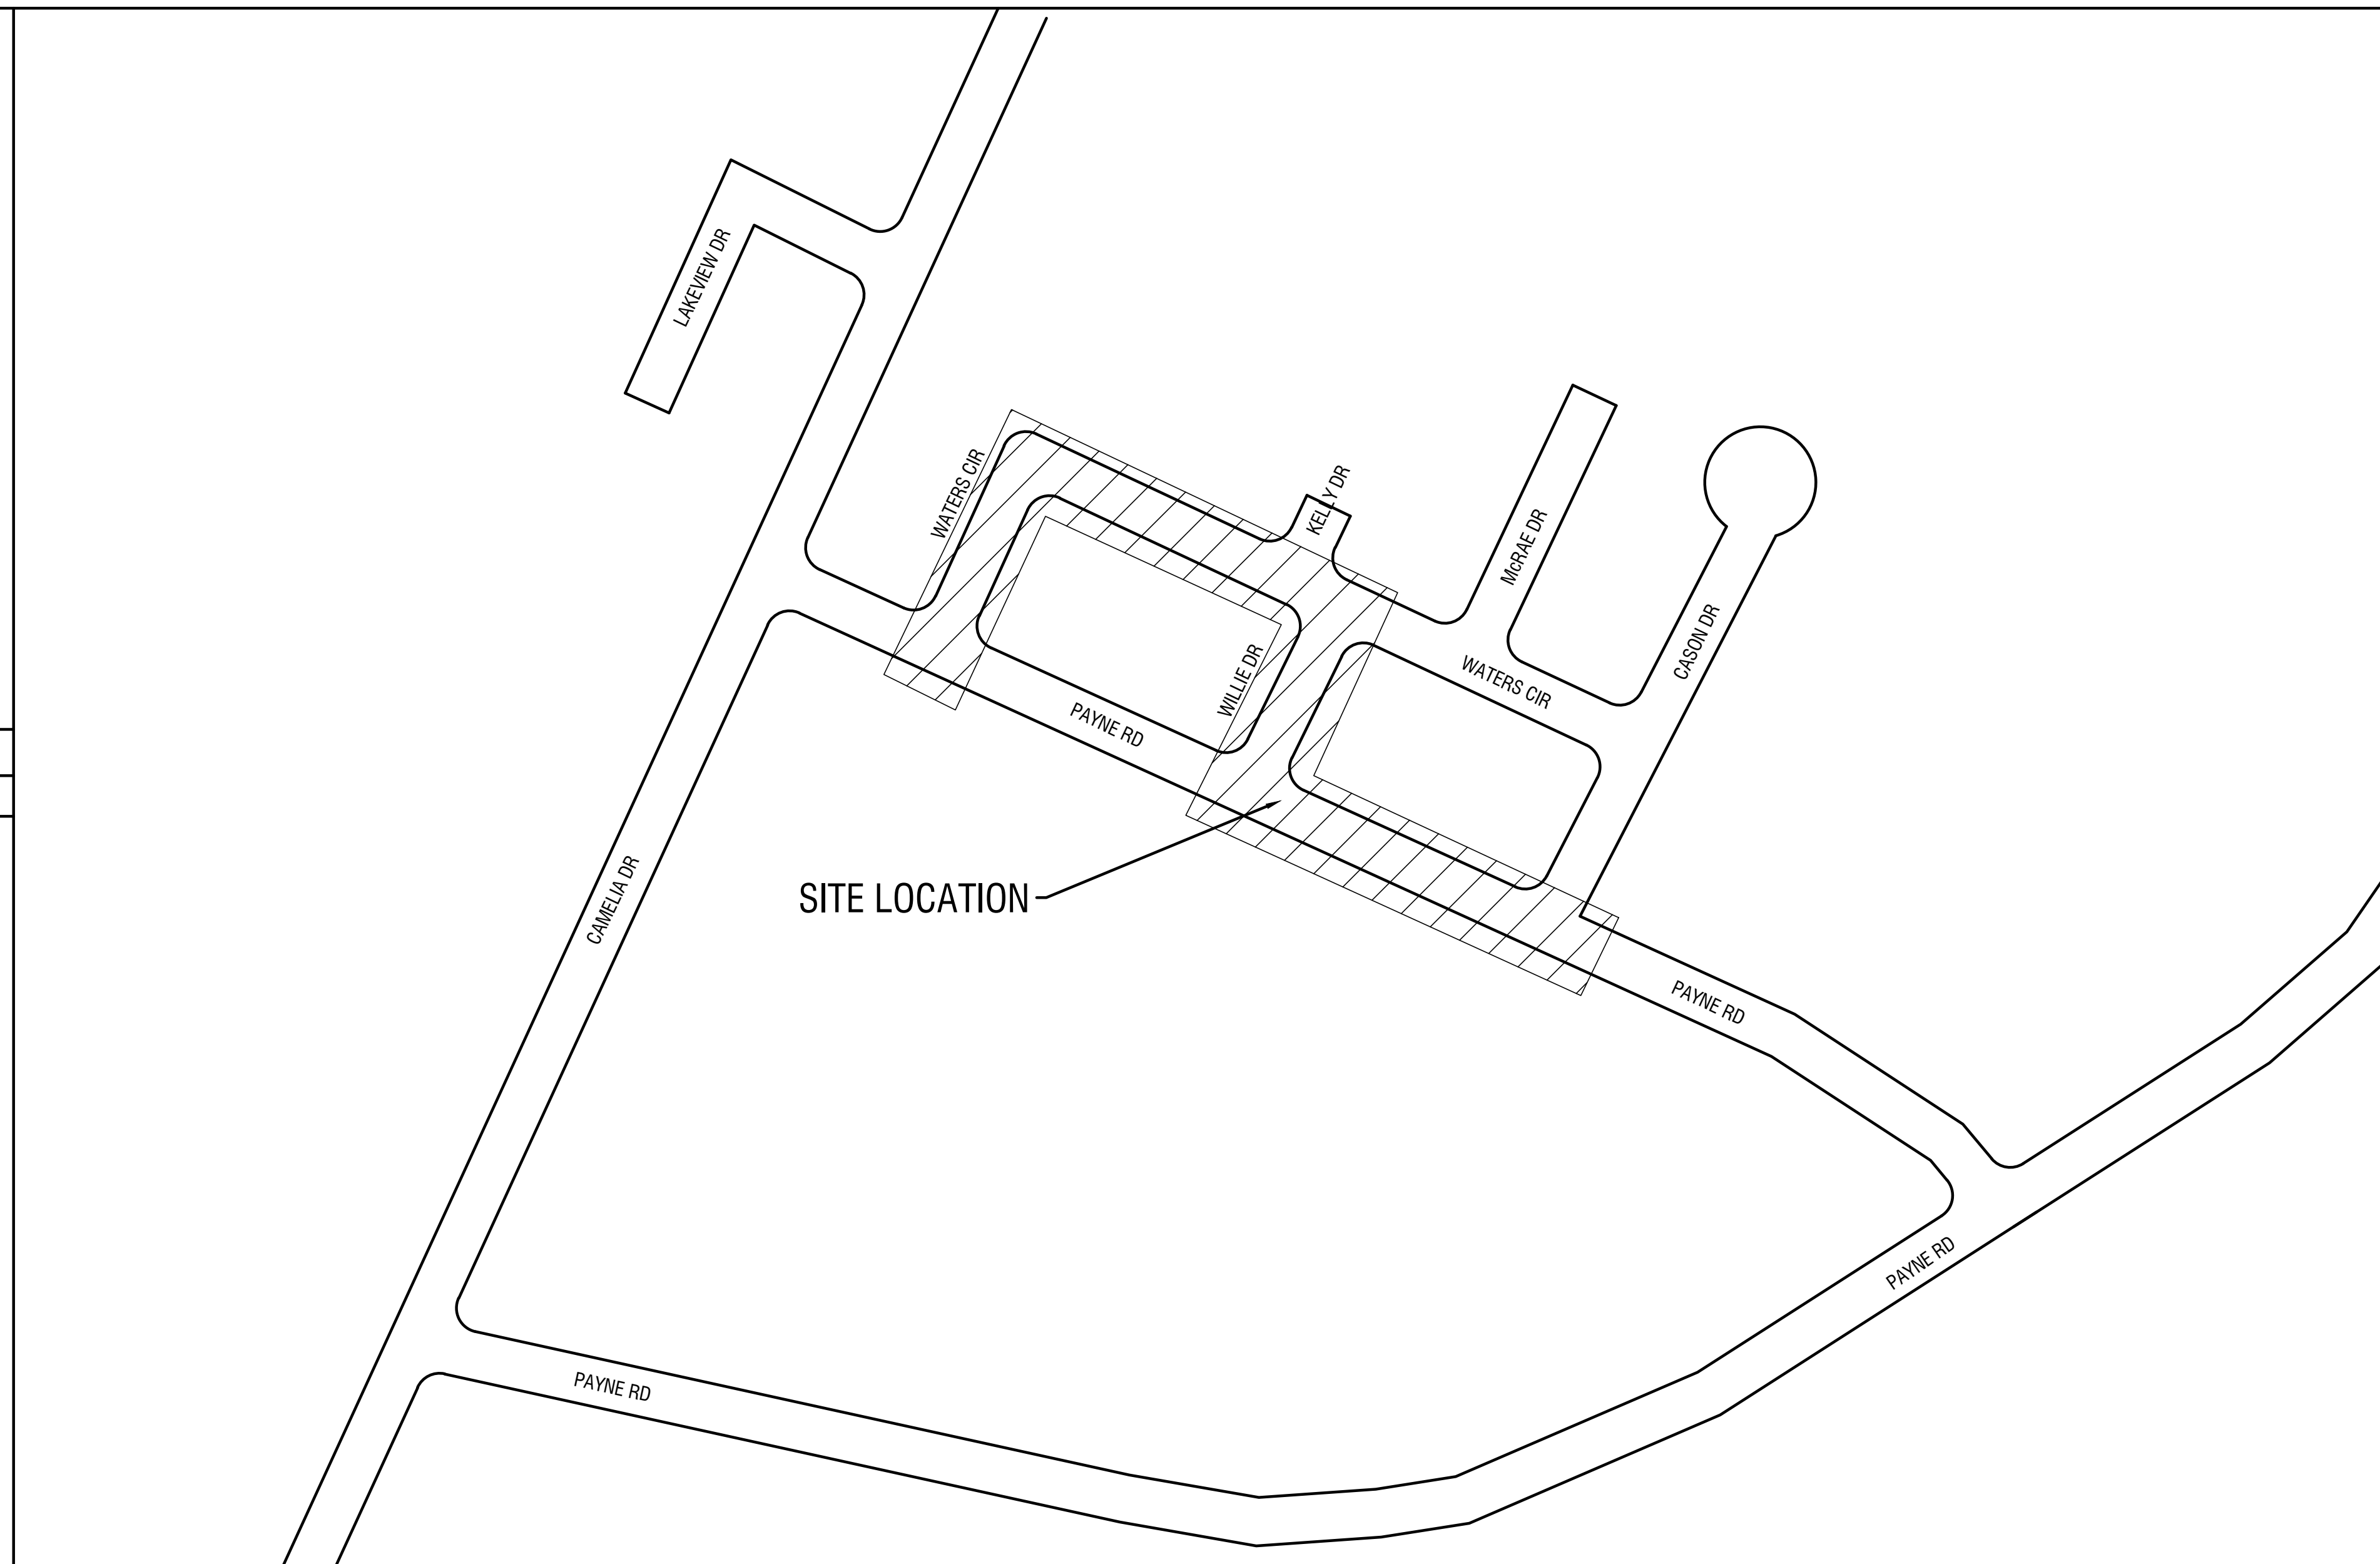 LAKEVIEW DR
WATERS CIR
KELLY DR
McRAE DR
CASON DR
WILLIE DR
WATERS CIR
PAYNE RD
CAMELIA DR
SITE LOCATION
PAYNE RD
PAYNE RD
PAYNE RD